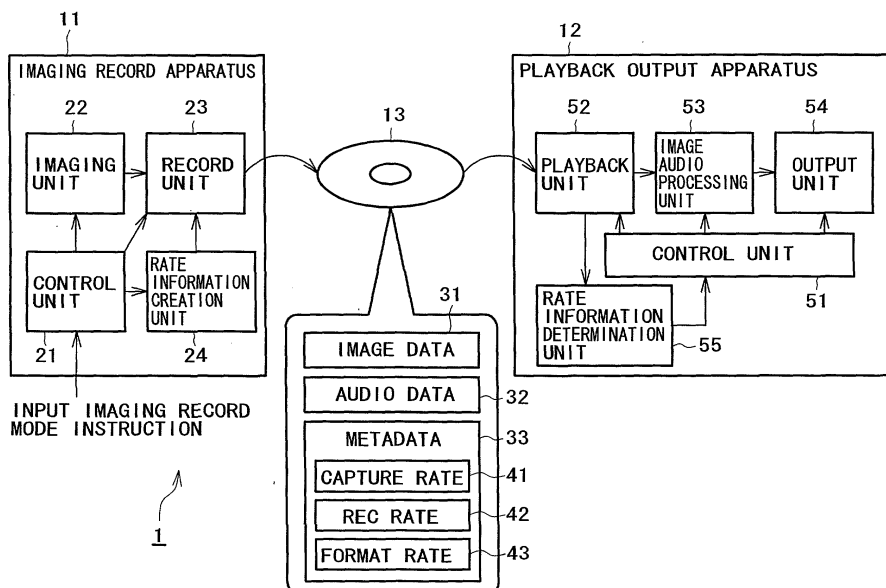 11
IMAGING RECORD APPARATUS
22
23
IMAGING
UNIT
RECORD
UNIT
CONTROL
UNIT
RATE
INFORMATION
CREATION
UNIT
21
24
INPUT IMAGING RECORD
MODE INSTRUCTION
1
13
31
IMAGE DATA
AUDIO DATA
32
METADATA
33
CAPTURE RATE
41
REC RATE
42
FORMAT RATE
43
12
PLAYBACK OUTPUT APPARATUS
52
53
54
PLAYBACK
UNIT
IMAGE
AUDIO
PROCESSING
UNIT
OUTPUT
UNIT
CONTROL UNIT
51
RATE
INFORMATION
DETERMINATION
UNIT
55